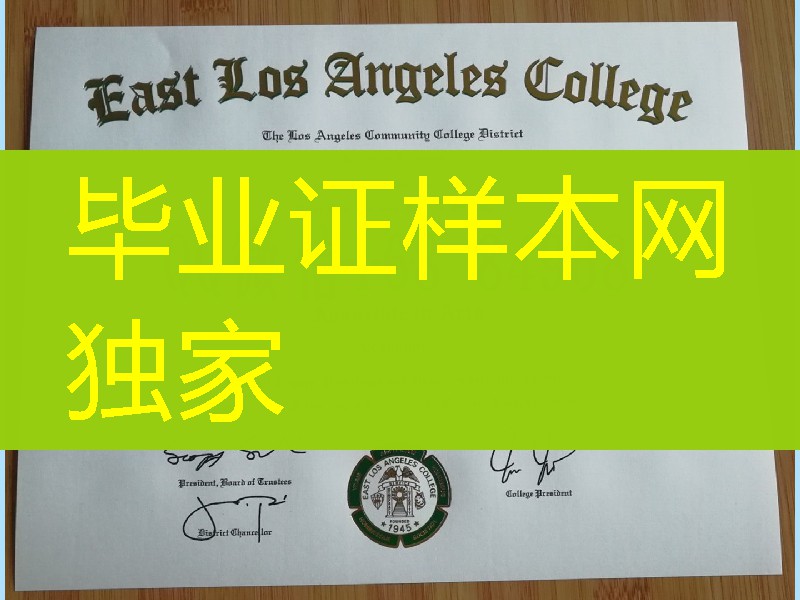 East Los Angeles College
The Los Angeles Community College District
毕业证样本网
独家
President, Board of Trustees
College President
District Chancellor
EAST LOS ANGELES COLLEGE
FOUNDED
1945